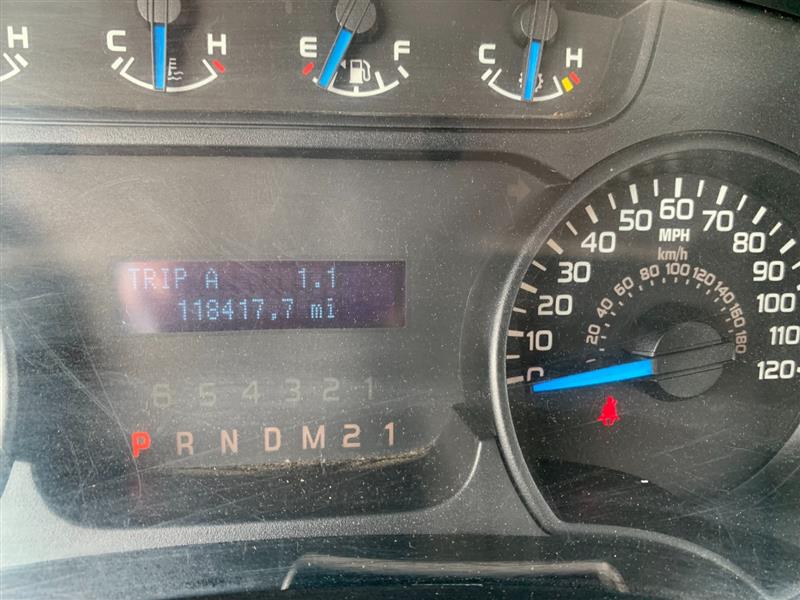 H
C H
E F
C H
TRIP A 1.1
118417.7 mi
6 5 4 3 2 1
P R N D M 2 1
0 10 20 30 40 50 60 70 80 90 100 110 120
MPH
km/h
20 40 60 80 100 120 140 160 180